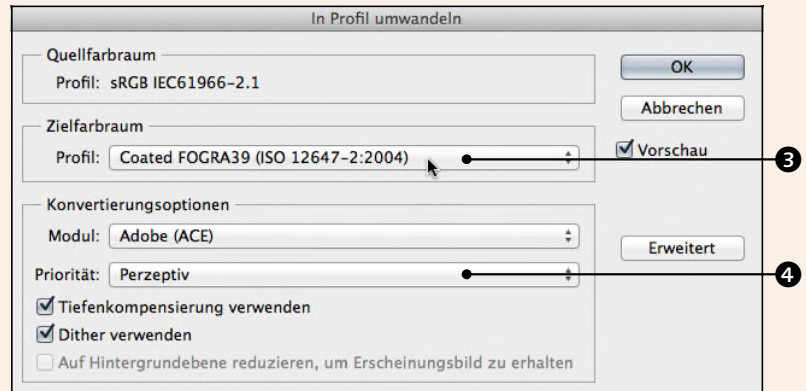 In Profil umwandeln
Quellfarbraum
Profil: sRGB IEC61966-2.1
OK
Abbrechen
Zielfarbraum
Profil: Coated FOGRA39 (ISO 12647-2:2004)
Vorschau
❸
Konvertierungsoptionen
Modul: Adobe (ACE)
Erweitert
Priorität: Perzeptiv
❹
Tiefenkompensierung verwenden
Dither verwenden
Auf Hintergrundebene reduzieren, um Erscheinungsbild zu erhalten